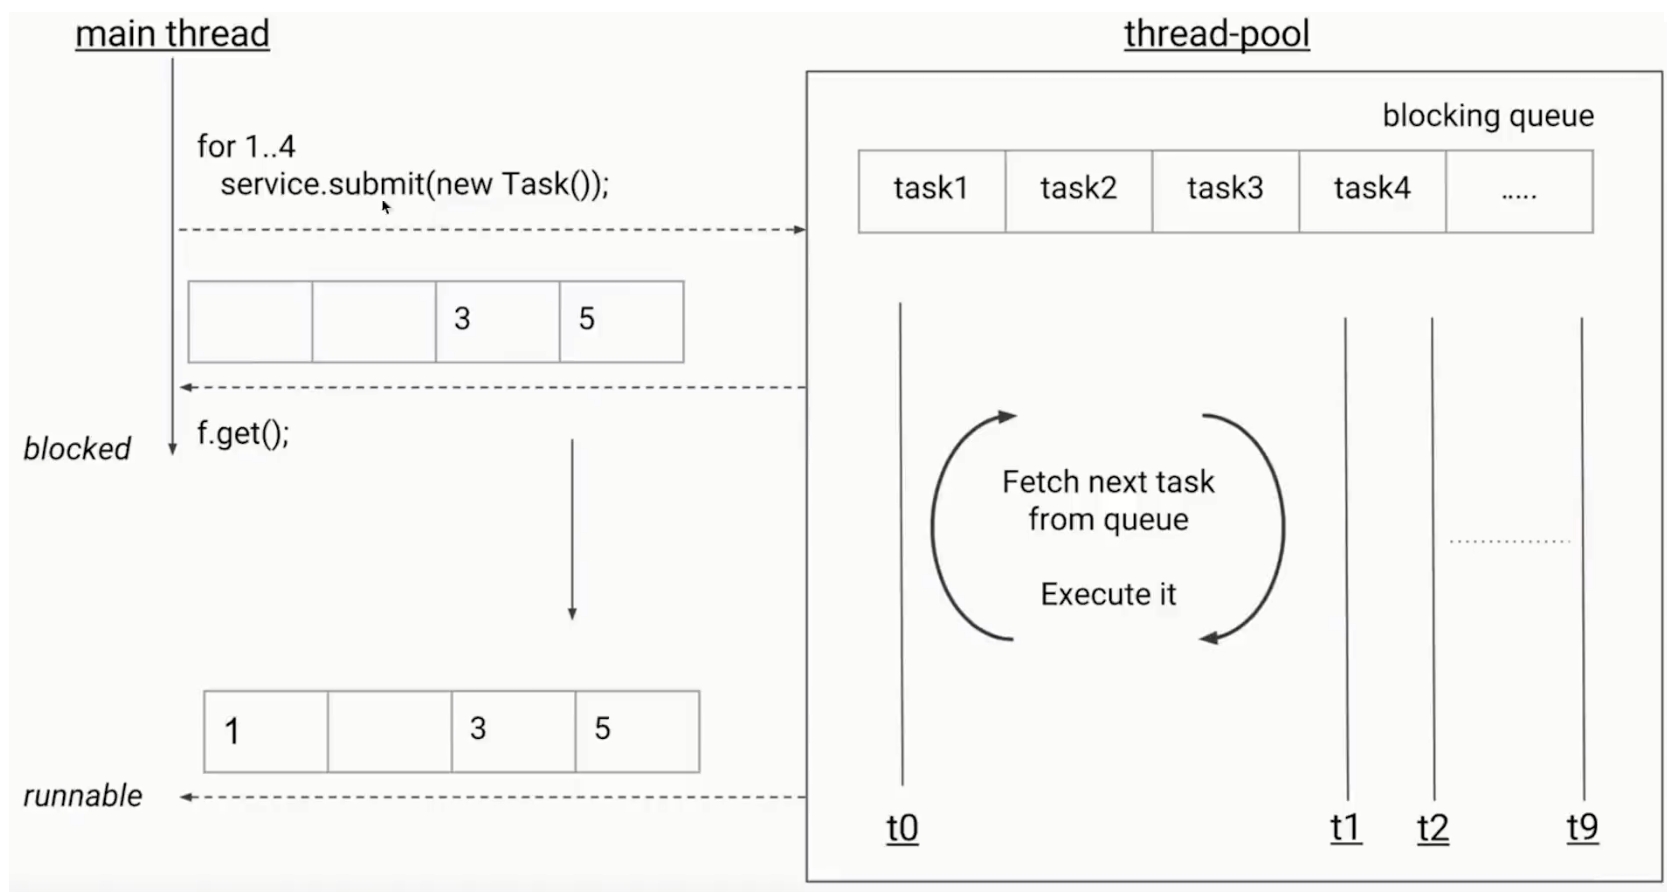 main thread
for 1..4
service.submit(new Task());
3
5
f.get();
blocked
1
3
5
runnable
thread-pool
blocking queue
task1
task2
task3
task4
.....
Fetch next task
from queue
Execute it
t0
t1
t2
t9